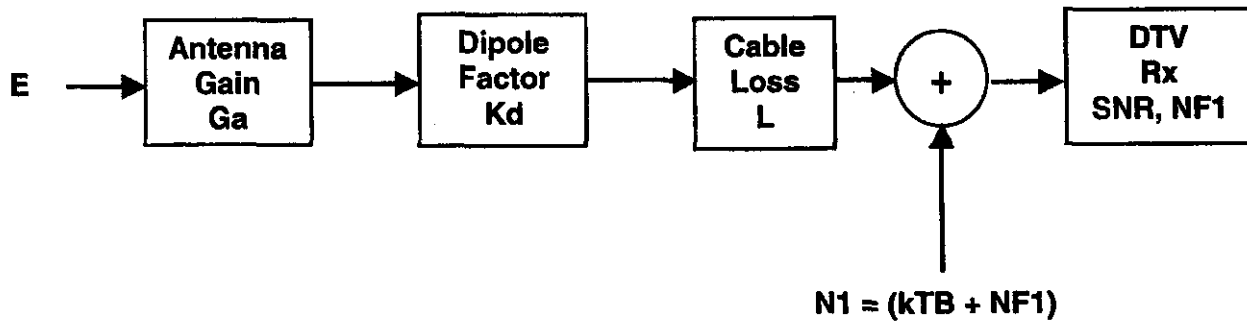 E
Antenna
Gain
Ga
Dipole
Factor
Kd
Cable
Loss
L
+
DTV
Rx
SNR, NF1
N1 = (kTB + NF1)